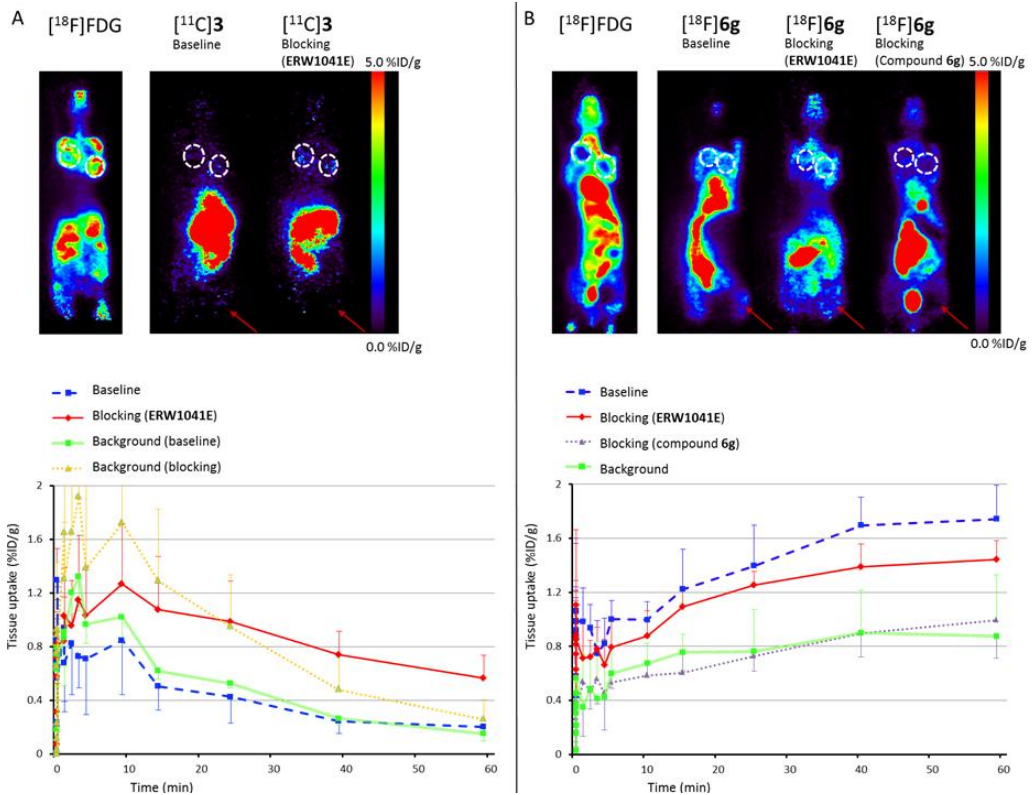 A
[¹⁸F]FDG
[¹¹C]3
Baseline
[¹¹C]3
Blocking
(ERW1041E)
5.0 %ID/g
0.0 %ID/g
Baseline
Blocking (ERW1041E)
Background (baseline)
Background (blocking)
Tissue uptake (%ID/g)
2
1.6
1.2
0.8
0.4
0
0 10 20 30 40 50 60
Time (min)
B
[¹⁸F]FDG
[¹⁸F]6g
Baseline
[¹⁸F]6g
Blocking
(ERW1041E)
[¹⁸F]6g
Blocking
(Compound 6g)
5.0 %ID/g
0.0 %ID/g
Baseline
Blocking (ERW1041E)
Blocking (compound 6g)
Background
Tissue uptake (%ID/g)
2
1.6
1.2
0.8
0.4
0
0 10 20 30 40 50 60
Time (min)